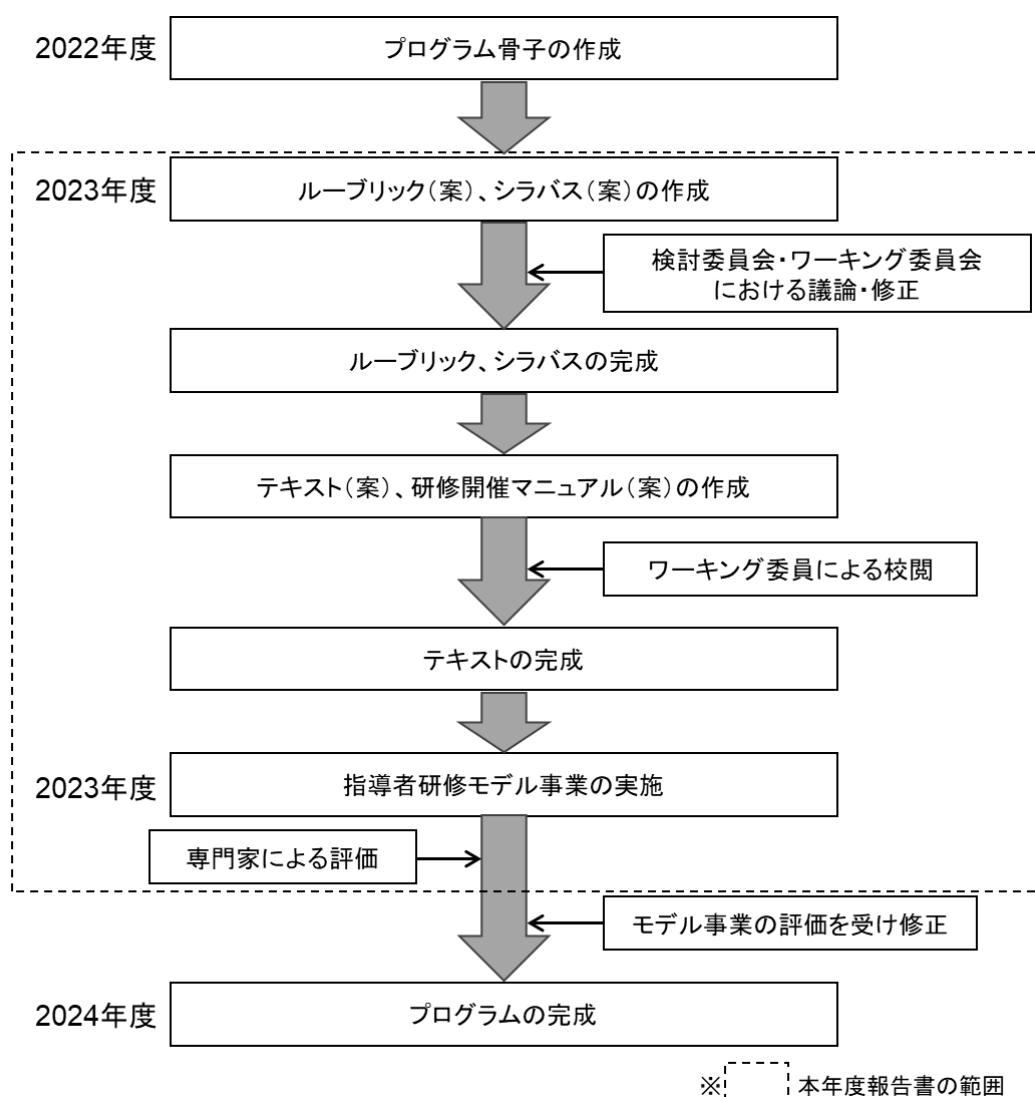 2022年度
プログラム骨子の作成
2023年度
ルーブリック（案）、シラバス（案）の作成
検討委員会・ワーキング委員会
における議論・修正
ルーブリック、シラバスの完成
テキスト（案）、研修開催マニュアル（案）の作成
ワーキング委員による校閲
テキストの完成
2023年度
指導者研修モデル事業の実施
専門家による評価
モデル事業の評価を受け修正
2024年度
プログラムの完成
※ 本年度報告書の範囲